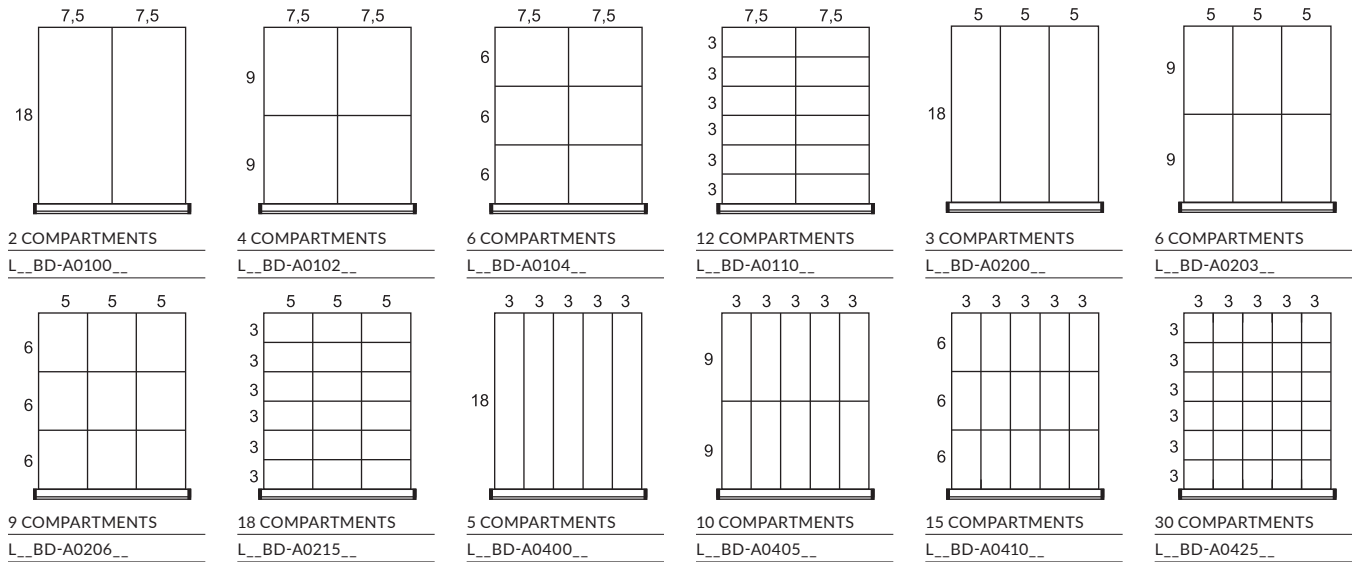 7,5 7,5
18
2 COMPARTMENTS
L__BD-A0100__
7,5 7,5
9
9
4 COMPARTMENTS
L__BD-A0102__
7,5 7,5
6
6
6
6 COMPARTMENTS
L__BD-A0104__
7,5 7,5
3
3
3
3
3
3
12 COMPARTMENTS
L__BD-A0110__
5 5 5
18
3 COMPARTMENTS
L__BD-A0200__
5 5 5
9
9
6 COMPARTMENTS
L__BD-A0203__
5 5 5
6
6
6
9 COMPARTMENTS
L__BD-A0206__
5 5 5
3
3
3
3
3
3
18 COMPARTMENTS
L__BD-A0215__
3 3 3 3 3
18
5 COMPARTMENTS
L__BD-A0400__
3 3 3 3 3
9
9
10 COMPARTMENTS
L__BD-A0405__
3 3 3 3 3
6
6
6
15 COMPARTMENTS
L__BD-A0410__
3 3 3 3 3
3
3
3
3
3
3
30 COMPARTMENTS
L__BD-A0425__